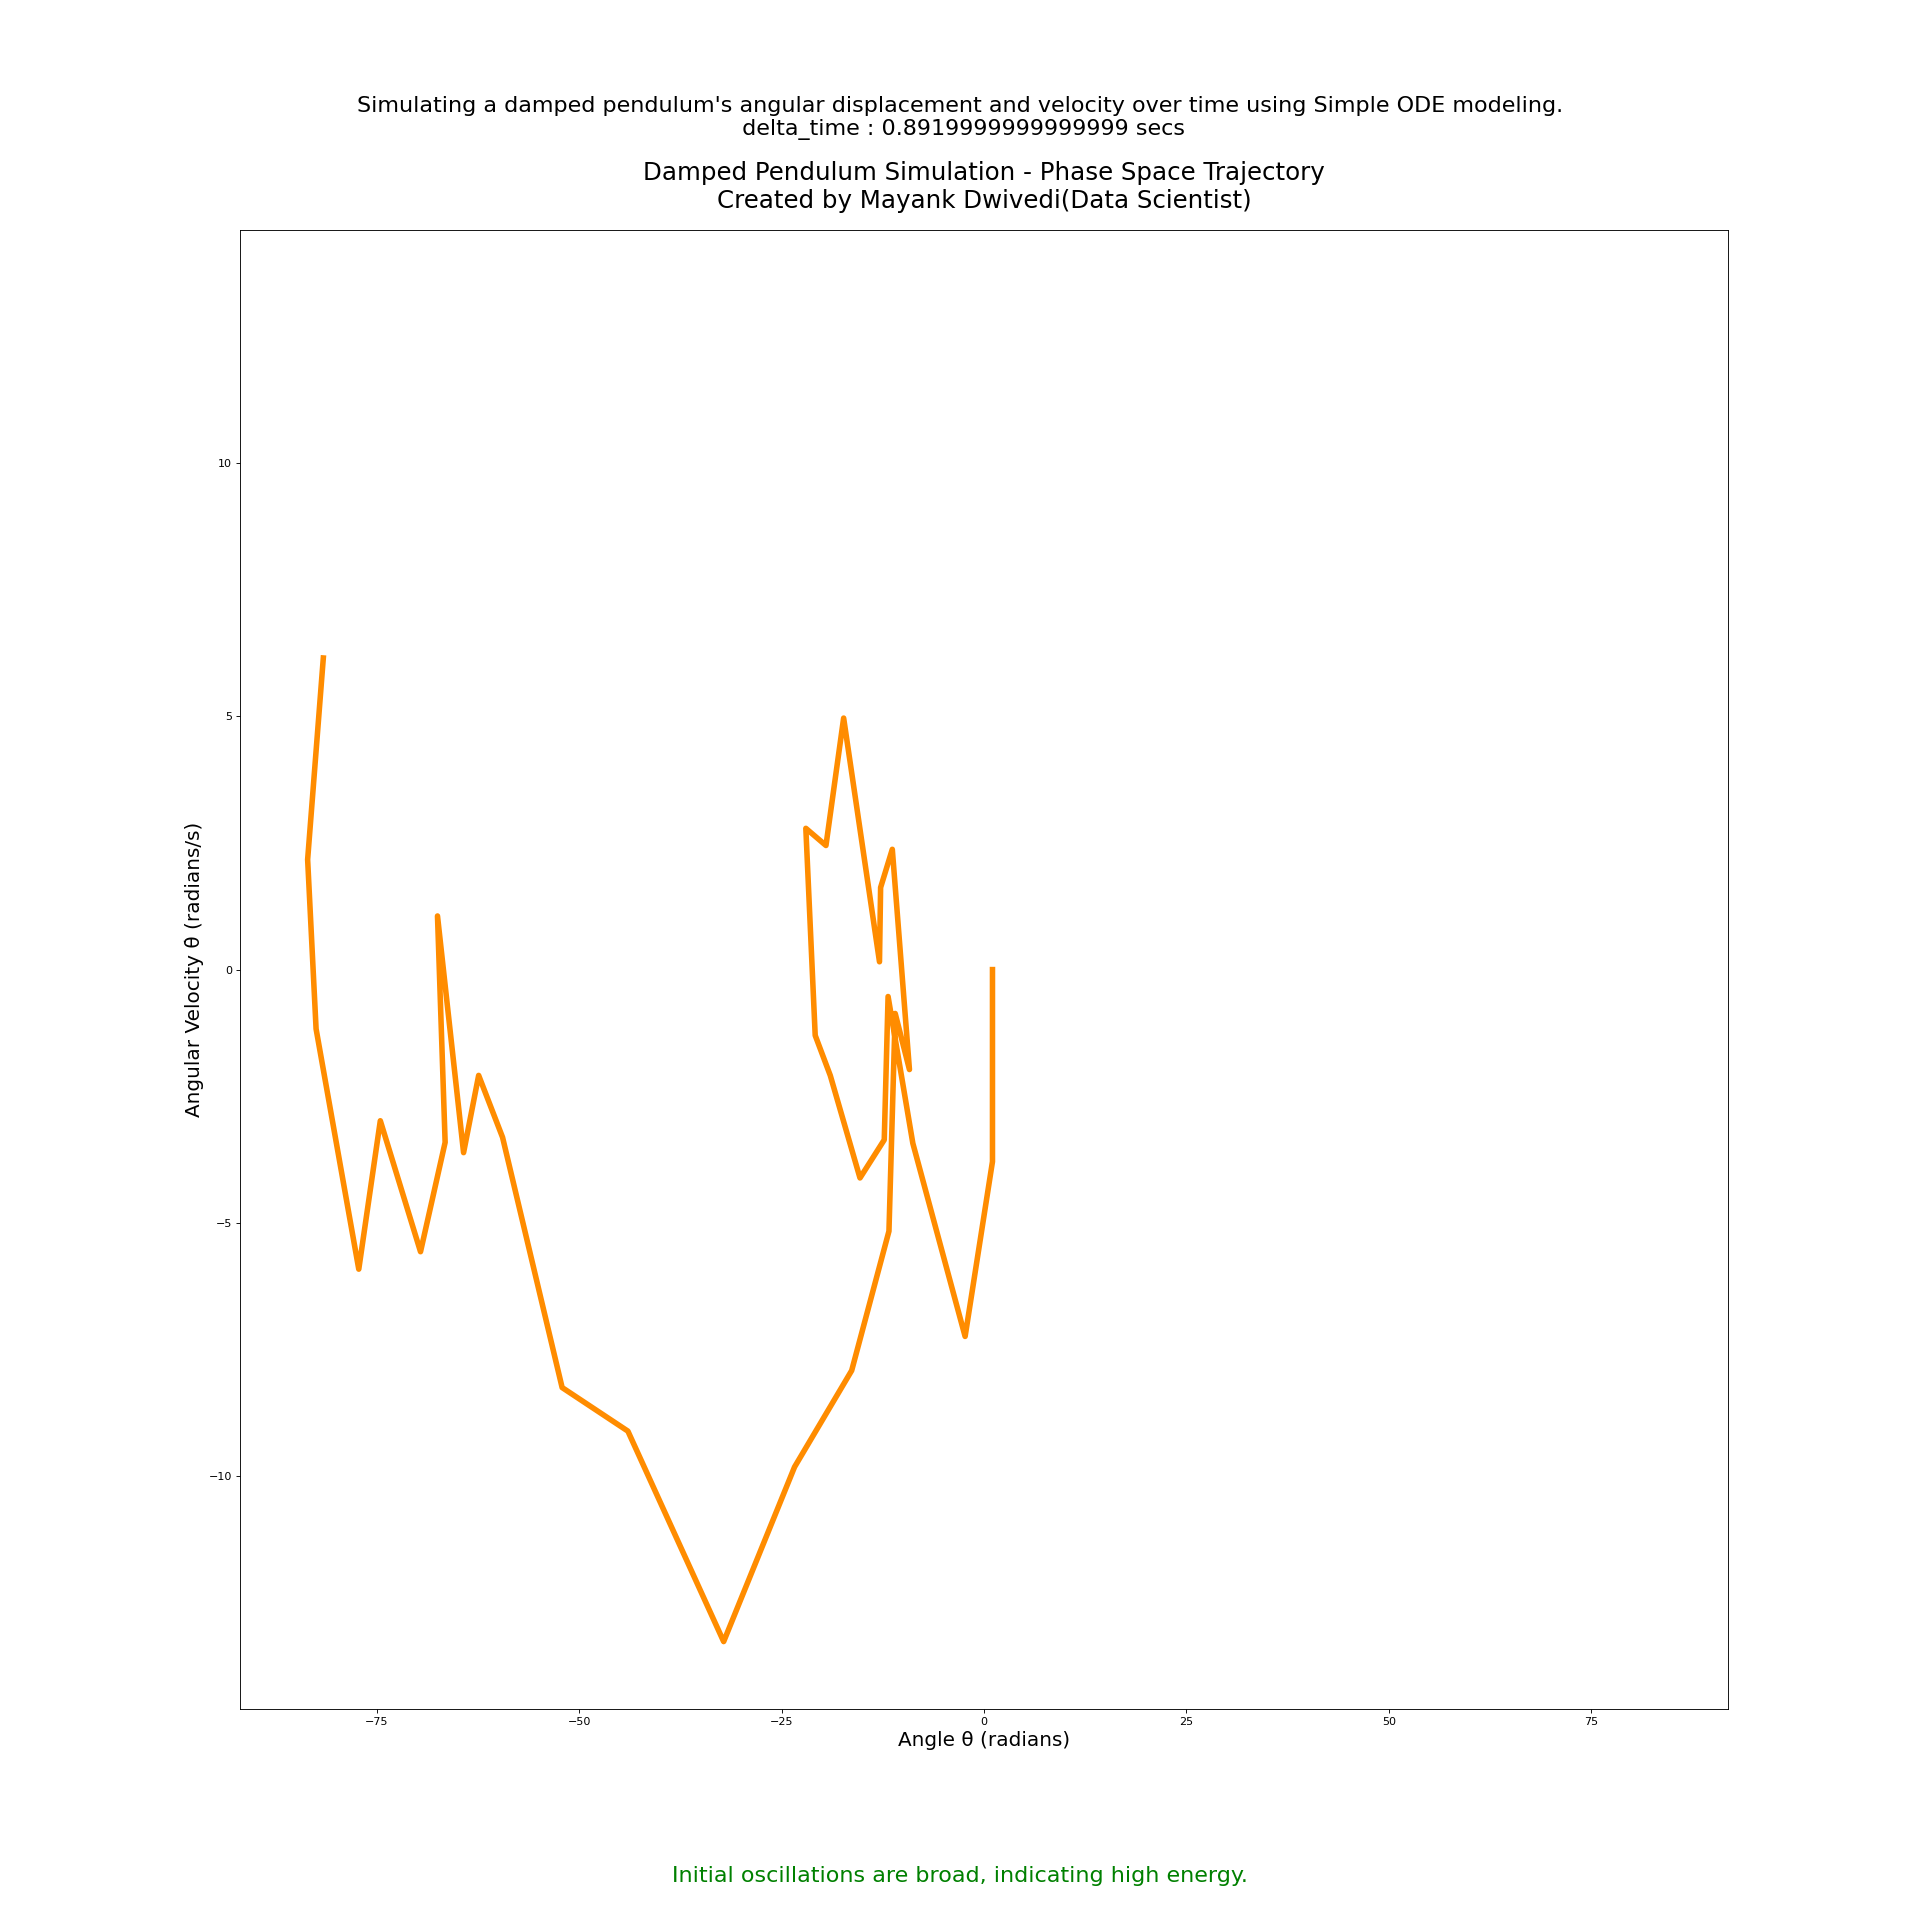 Simulating a damped pendulum's angular displacement and velocity over time using Simple ODE modeling.
delta_time : 0.8919999999999999 secs
Damped Pendulum Simulation - Phase Space Trajectory
Created by Mayank Dwivedi(Data Scientist)
Angular Velocity θ (radians/s)
10
5
0
−5
−10
−75
−50
−25
0
25
50
75
Angle θ (radians)
Initial oscillations are broad, indicating high energy.